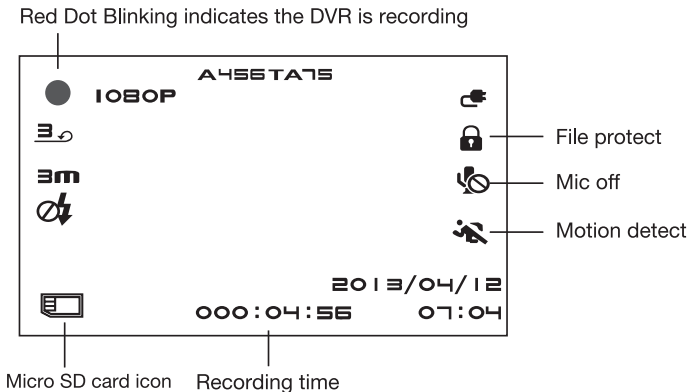 Red Dot Blinking indicates the DVR is recording
A456TA75
1080P
3
File protect
3m
Mic off
Motion detect
2013/04/12
000:04:56
07:04
Micro SD card icon
Recording time